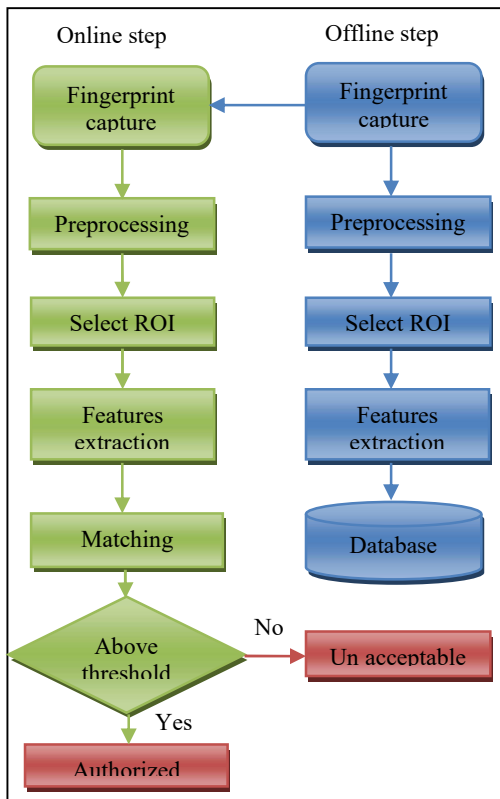 Online step
Offline step
Fingerprint
capture
Fingerprint
capture
Preprocessing
Preprocessing
Select ROI
Select ROI
Features
extraction
Features
extraction
Matching
Database
Above
threshold
No
Un acceptable
Yes
Authorized